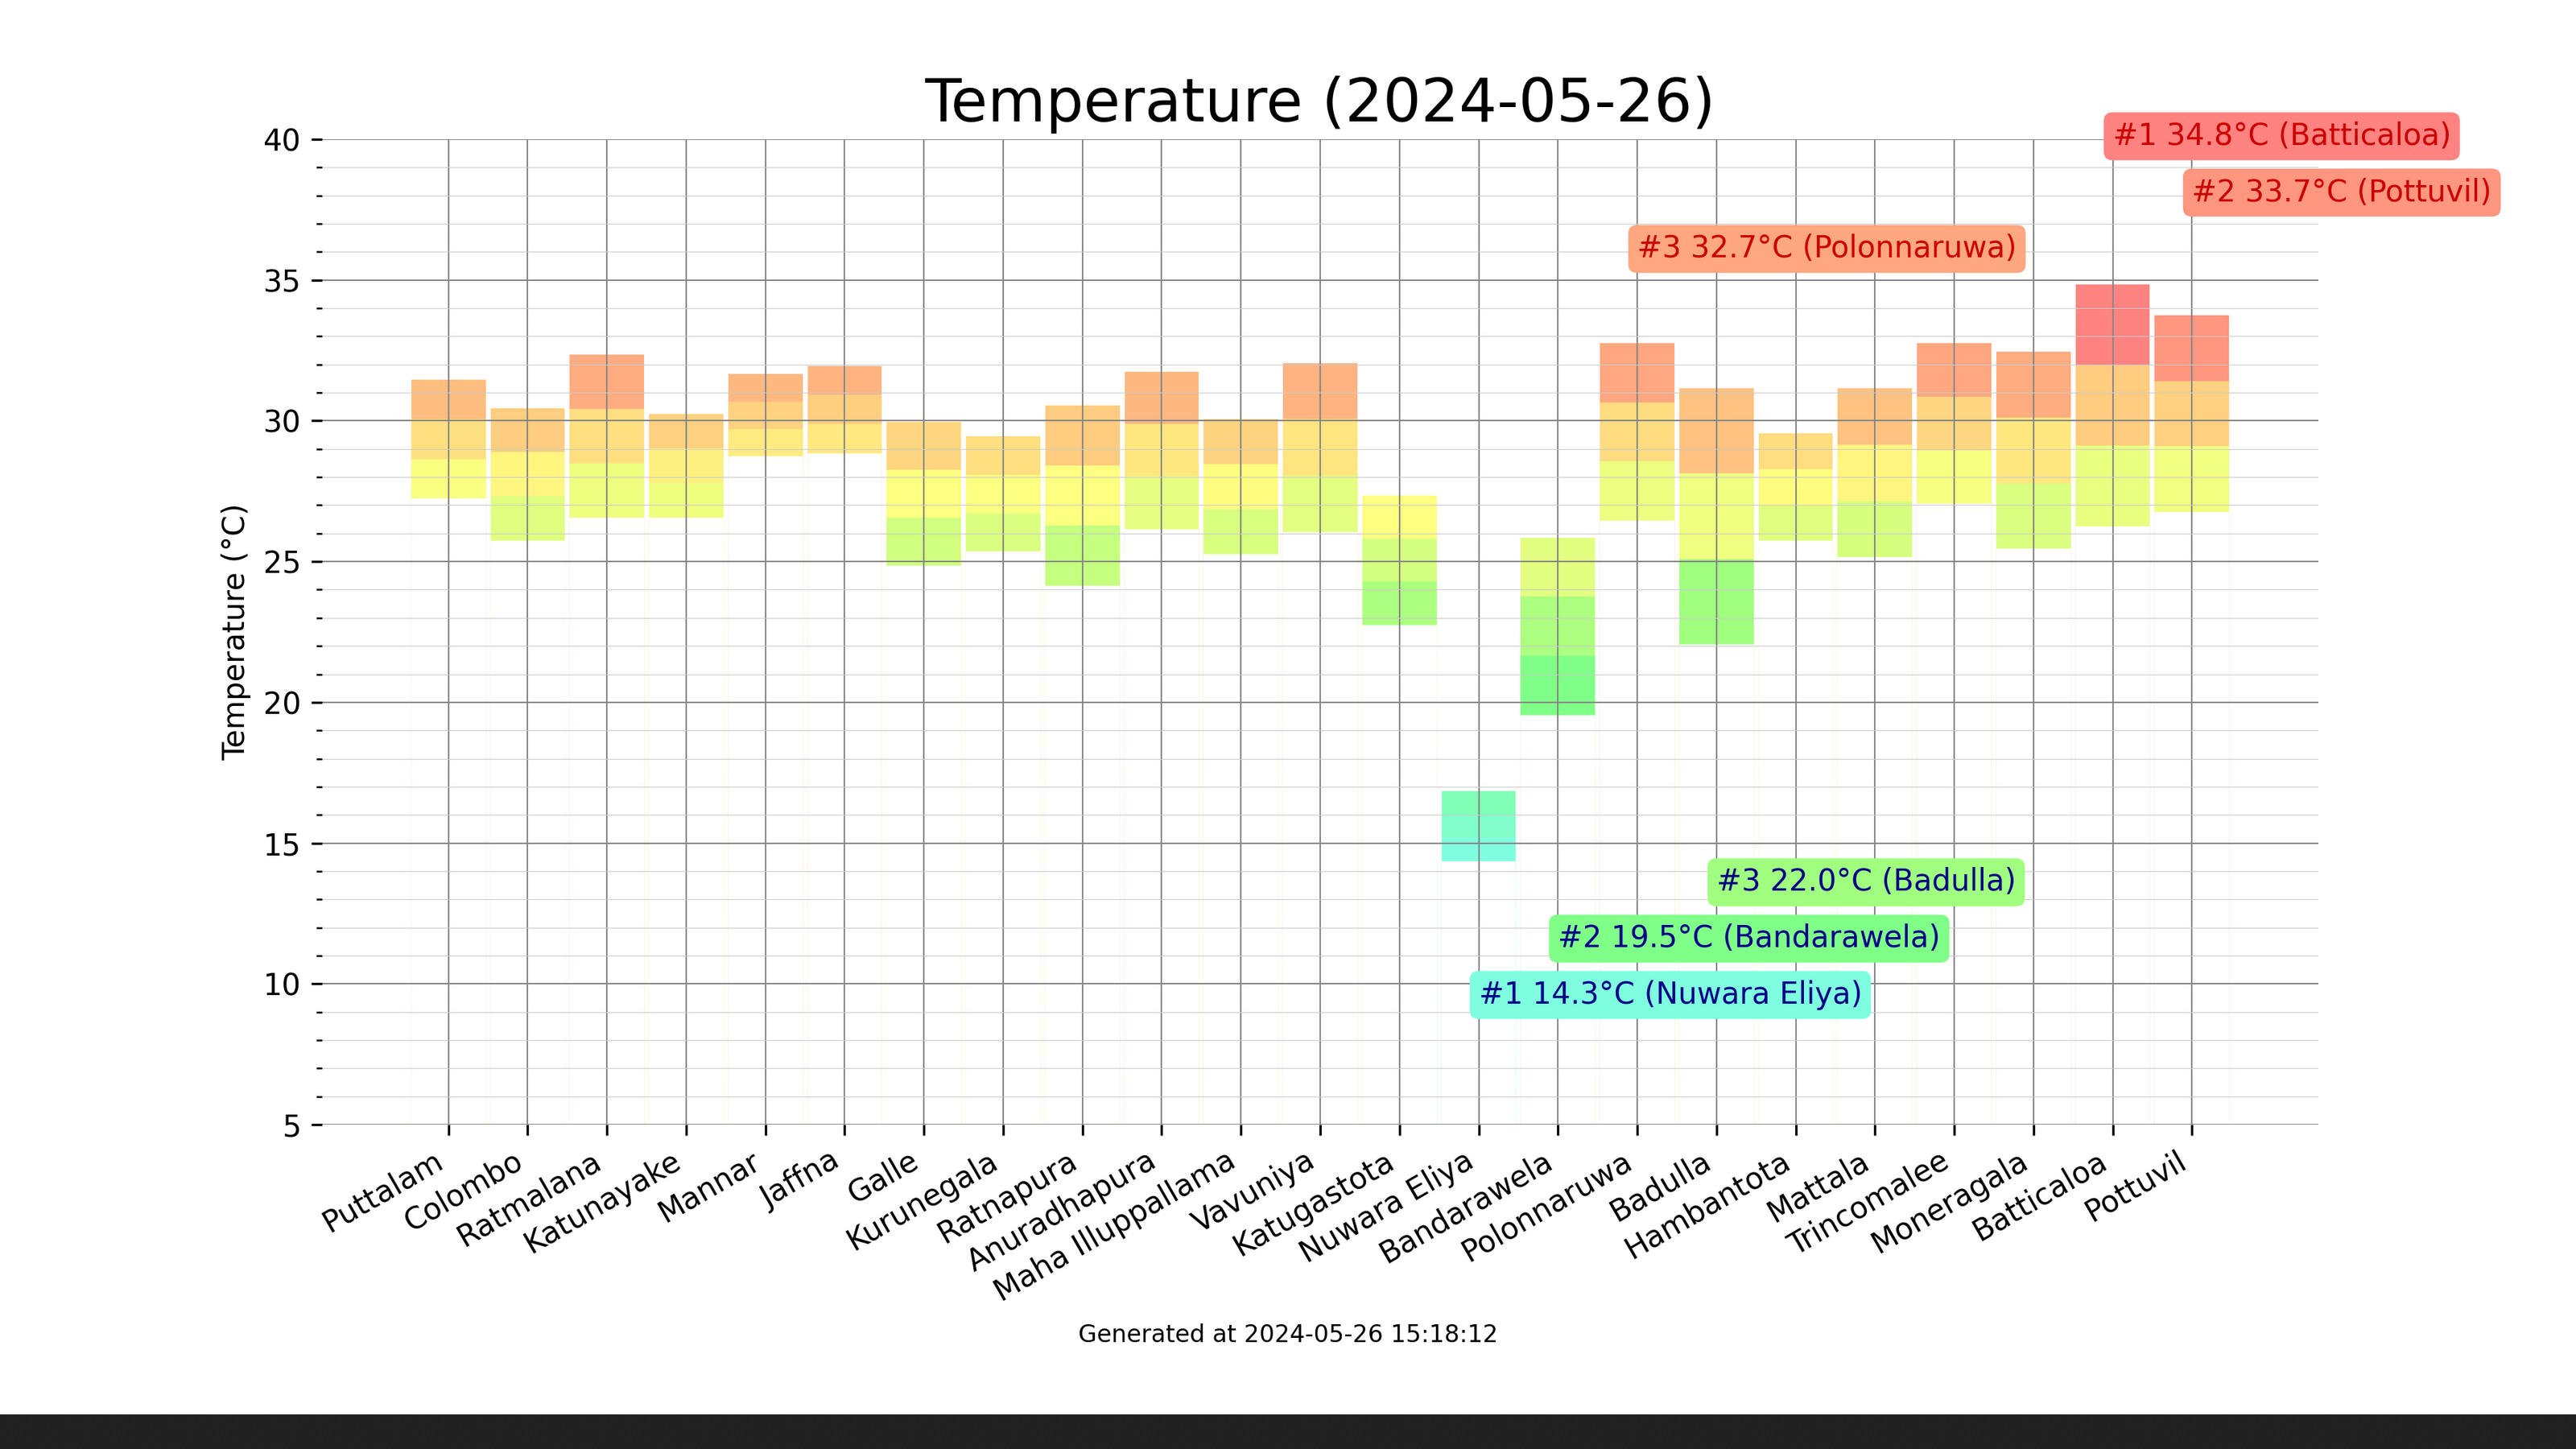 Temperature (2024-05-26)
#1 34.8°C (Batticaloa)
#2 33.7°C (Pottuvil)
#3 32.7°C (Polonnaruwa)
40
35
30
25
20
15
10
5
Temperature (°C)
#3 22.0°C (Badulla)
#2 19.5°C (Bandarawela)
#1 14.3°C (Nuwara Eliya)
Puttalam
Colombo
Ratmalana
Katunayake
Mannar
Jaffna
Galle
Kurunegala
Ratnapura
Anuradhapura
Maha Illuppallama
Vavuniya
Katugastota
Nuwara Eliya
Bandarawela
Polonnaruwa
Badulla
Hambantota
Mattala
Trincomalee
Moneragala
Batticaloa
Pottuvil
Generated at 2024-05-26 15:18:12